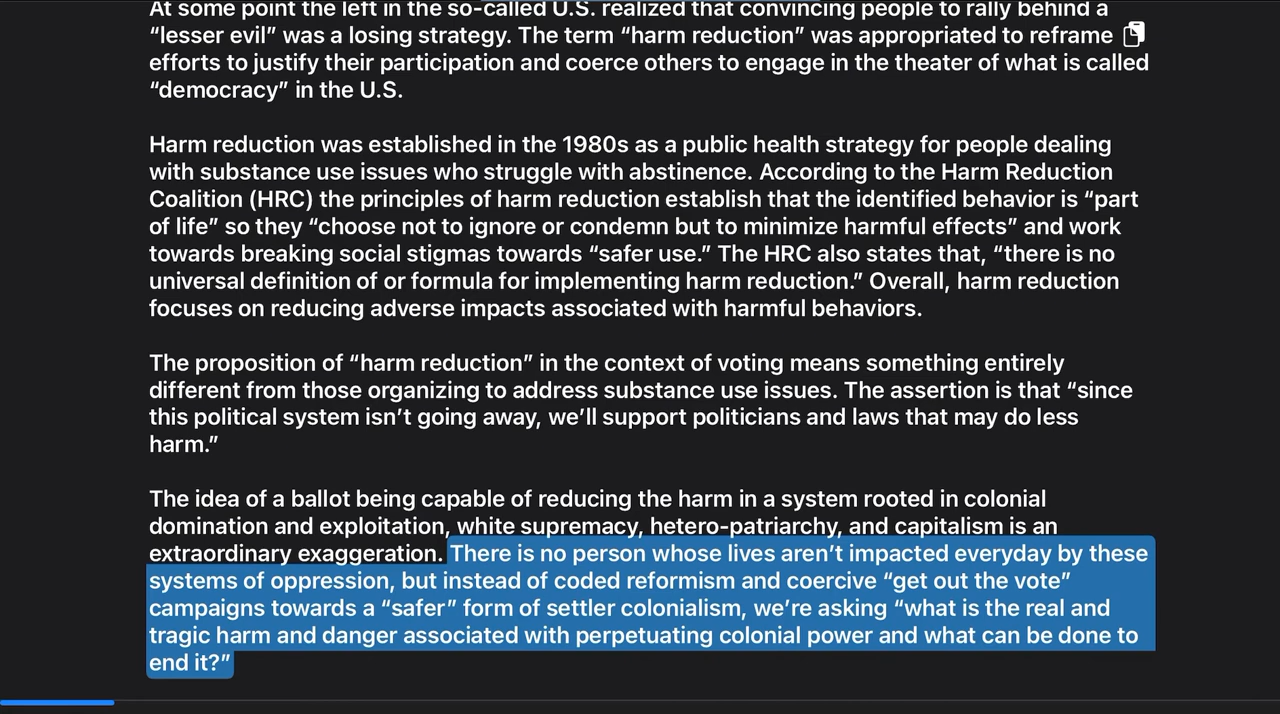 At some point the left in the so-called U.S. realized that convincing people to rally behind a
“lesser evil” was a losing strategy. The term “harm reduction” was appropriated to reframe
efforts to justify their participation and coerce others to engage in the theater of what is called
“democracy” in the U.S.
Harm reduction was established in the 1980s as a public health strategy for people dealing
with substance use issues who struggle with abstinence. According to the Harm Reduction
Coalition (HRC) the principles of harm reduction establish that the identified behavior is “part
of life” so they “choose not to ignore or condemn but to minimize harmful effects” and work
towards breaking social stigmas towards “safer use.” The HRC also states that, “there is no
universal definition of or formula for implementing harm reduction.” Overall, harm reduction
focuses on reducing adverse impacts associated with harmful behaviors.
The proposition of “harm reduction” in the context of voting means something entirely
different from those organizing to address substance use issues. The assertion is that “since
this political system isn’t going away, we’ll support politicians and laws that may do less
harm.”
The idea of a ballot being capable of reducing the harm in a system rooted in colonial
domination and exploitation, white supremacy, hetero-patriarchy, and capitalism is an
extraordinary exaggeration. There is no person whose lives aren’t impacted everyday by these
systems of oppression, but instead of coded reformism and coercive “get out the vote”
campaigns towards a “safer” form of settler colonialism, we’re asking “what is the real and
tragic harm and danger associated with perpetuating colonial power and what can be done to
end it?”